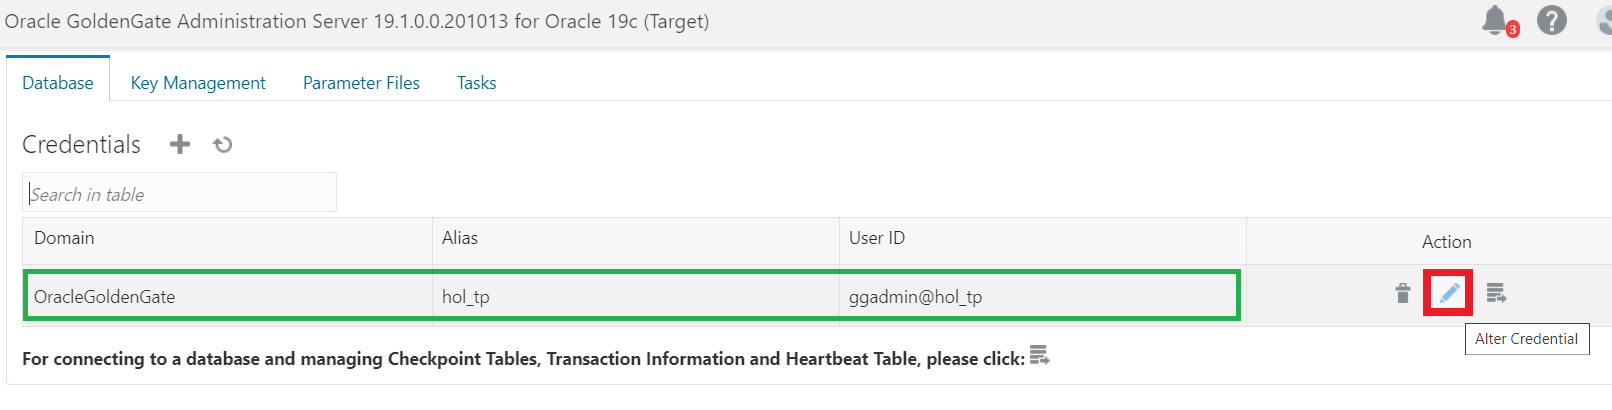 Oracle GoldenGate Administration Server 19.1.0.0.201013 for Oracle 19c (Target)
3
Database Key Management Parameter Files Tasks
Credentials
Search in table
Domain Alias User ID Action
OracleGoldenGate hol_tp ggadmin@hol_tp
Alter Credential
For connecting to a database and managing Checkpoint Tables, Transaction Information and Heartbeat Table, please click: